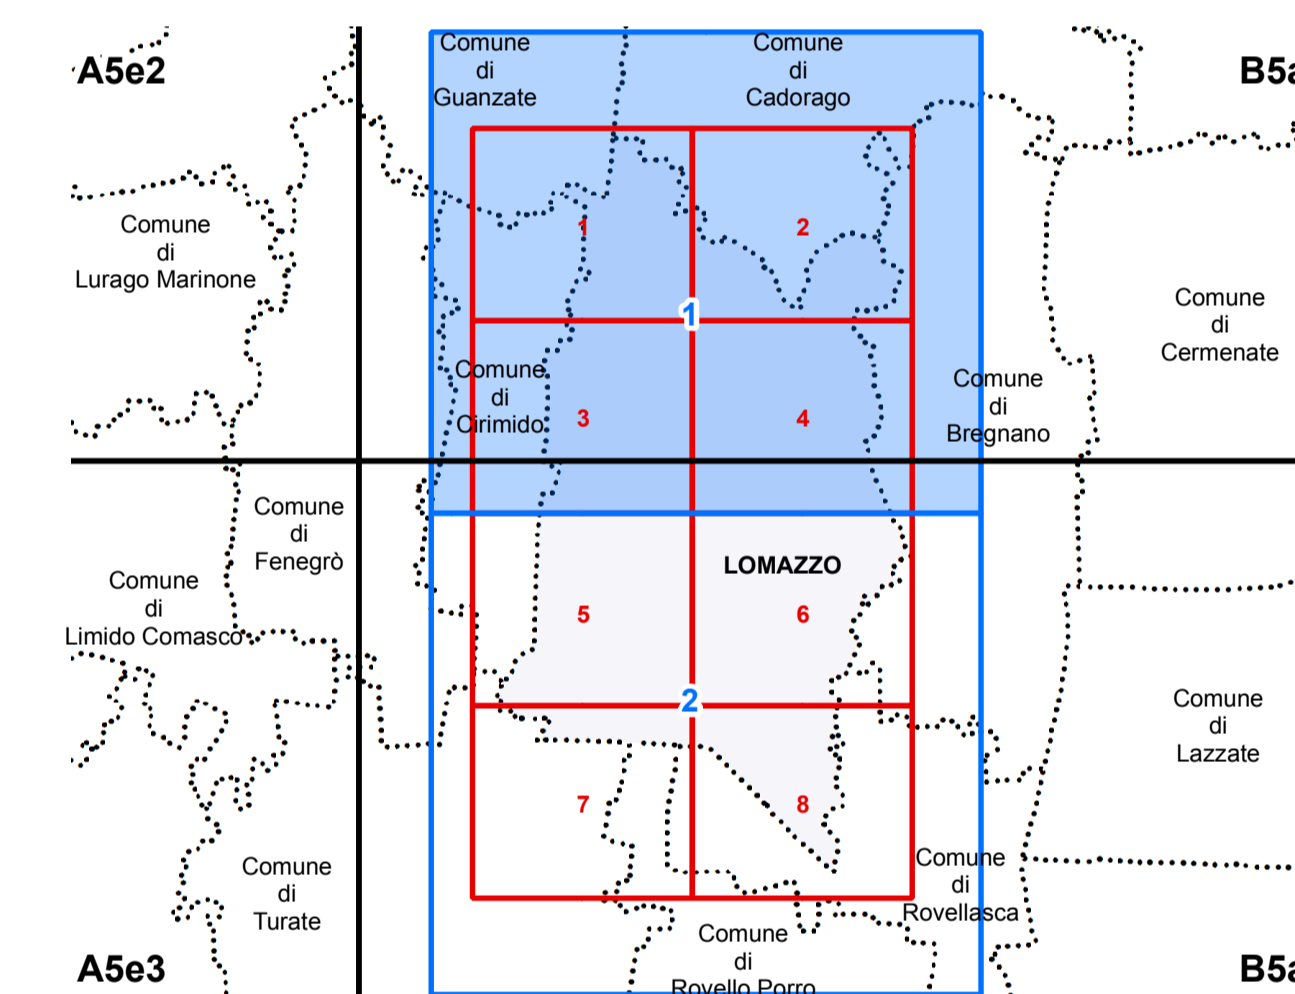 Comune
di
Guanzate
Comune
di
Cadorago
A5e2
B5a
1
2
Comune
di
Lurago Marinone
Comune
di
Cermenate
1
Comune
di
Cirimido
3
4
Comune
di
Bregnano
Comune
di
Fenegrò
LOMAZZO
Comune
di
Limido Comasco
5
6
2
Comune
di
Lazzate
7
8
Comune
di
Turate
Comune
di
Rovellasca
Comune
di
Rovello Porro
A5e3
B5a